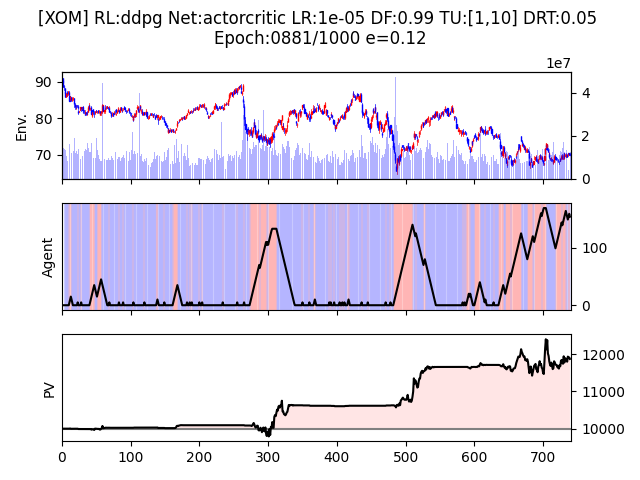 [XOM] RL:ddpg Net:actorcritic LR:1e-05 DF:0.99 TU:[1,10] DRT:0.05
Epoch:0881/1000 e=0.12
1e7
Env.
90
80
70
4
2
0
Agent
100
0
PV
12000
11000
10000
0 100 200 300 400 500 600 700